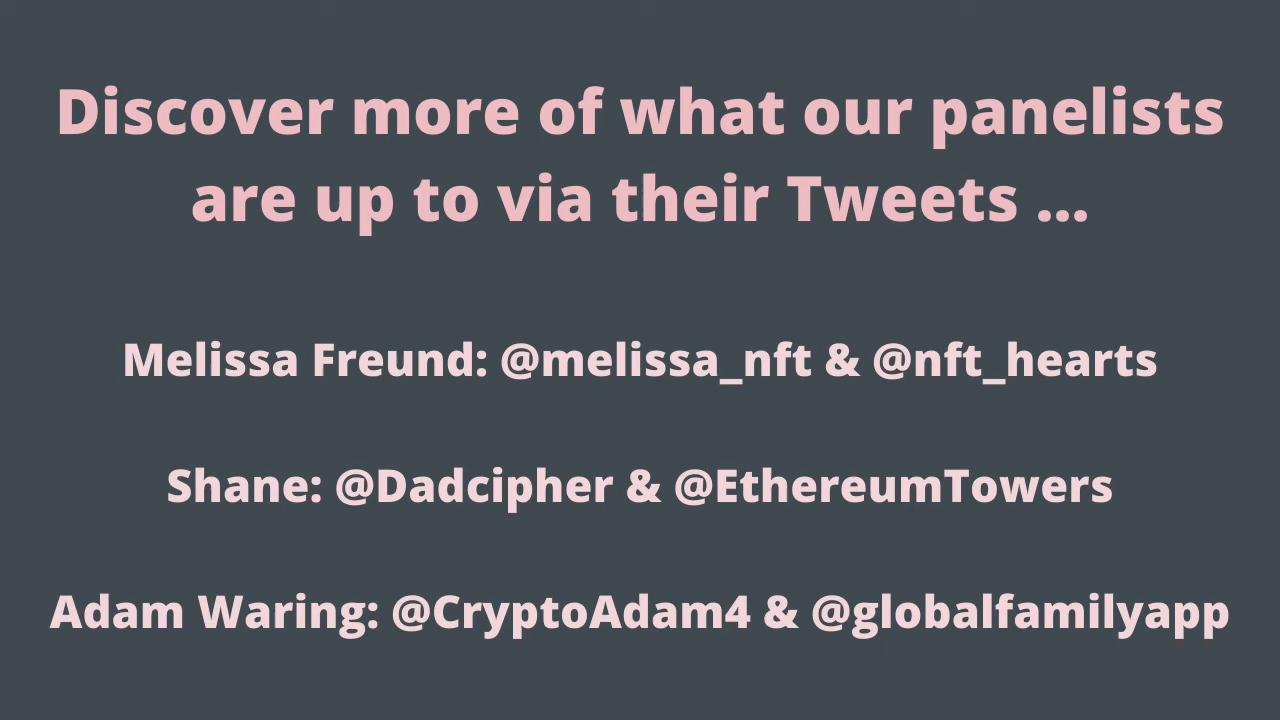 Discover more of what our panelists
are up to via their Tweets ...
Melissa Freund: @melissa_nft & @nft_hearts
Shane: @Dadcipher & @EthereumTowers
Adam Waring: @CryptoAdam4 & @globalfamilyapp